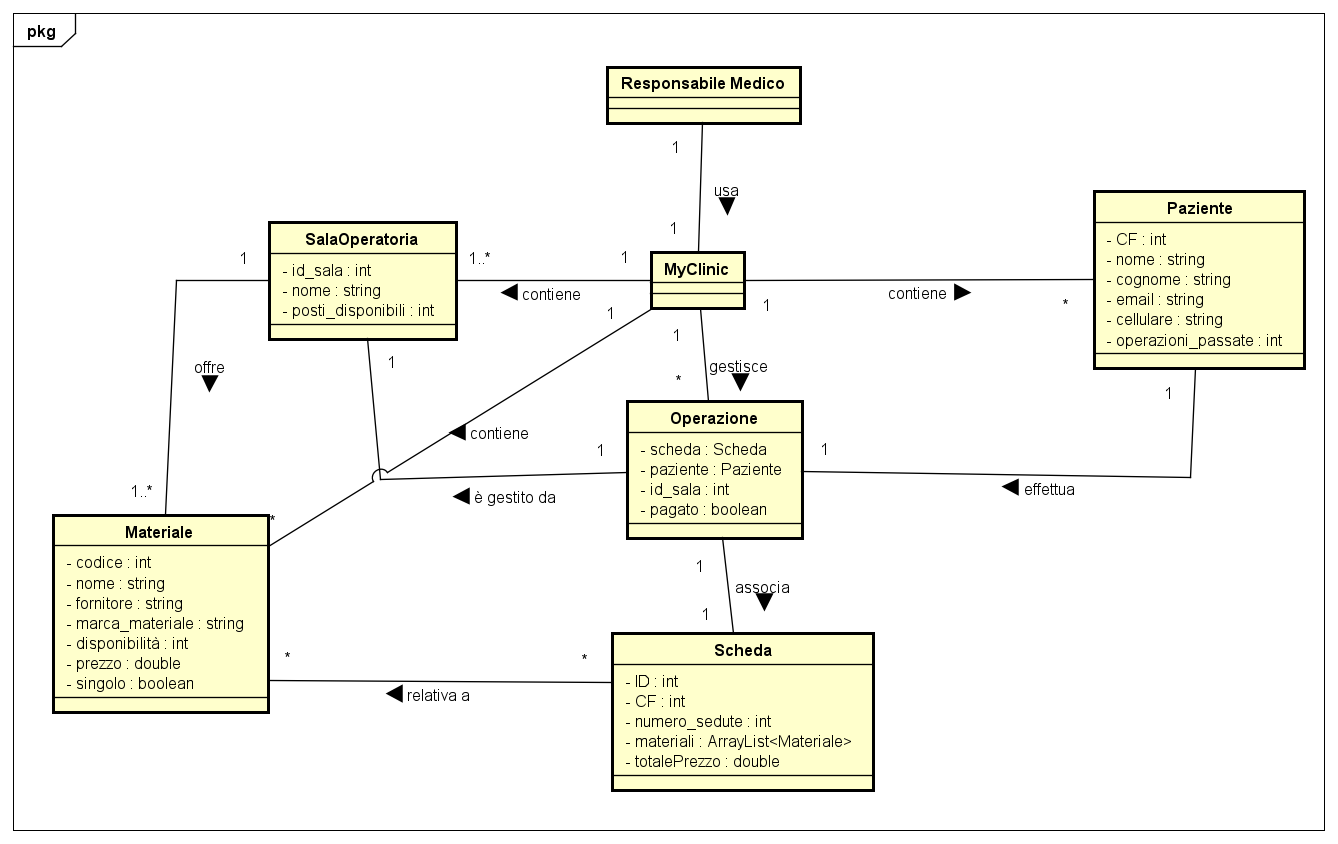 pkg
Responsabile Medico
1
usa
1
SalaOperatoria
- id_sala : int
- nome : string
- posti_disponibili : int
1
1..*
contiene
1
MyClinic
1
contiene
*
Paziente
- CF : int
- nome : string
- cognome : string
- email : string
- cellulare : string
- operazioni_passate : int
1
offre
1..*
1
contiene
*
1
gestisce
*
Operazione
- scheda : Scheda
- paziente : Paziente
- id_sala : int
- pagato : boolean
1
1
è gestito da
1
effettua
Materiale
- codice : int
- nome : string
- fornitore : string
- marca_materiale : string
- disponibilità : int
- prezzo : double
- singolo : boolean
1
associa
1
*
relativa a
*
Scheda
- ID : int
- CF : int
- numero_sedute : int
- materiali : ArrayList<Materiale>
- totalePrezzo : double